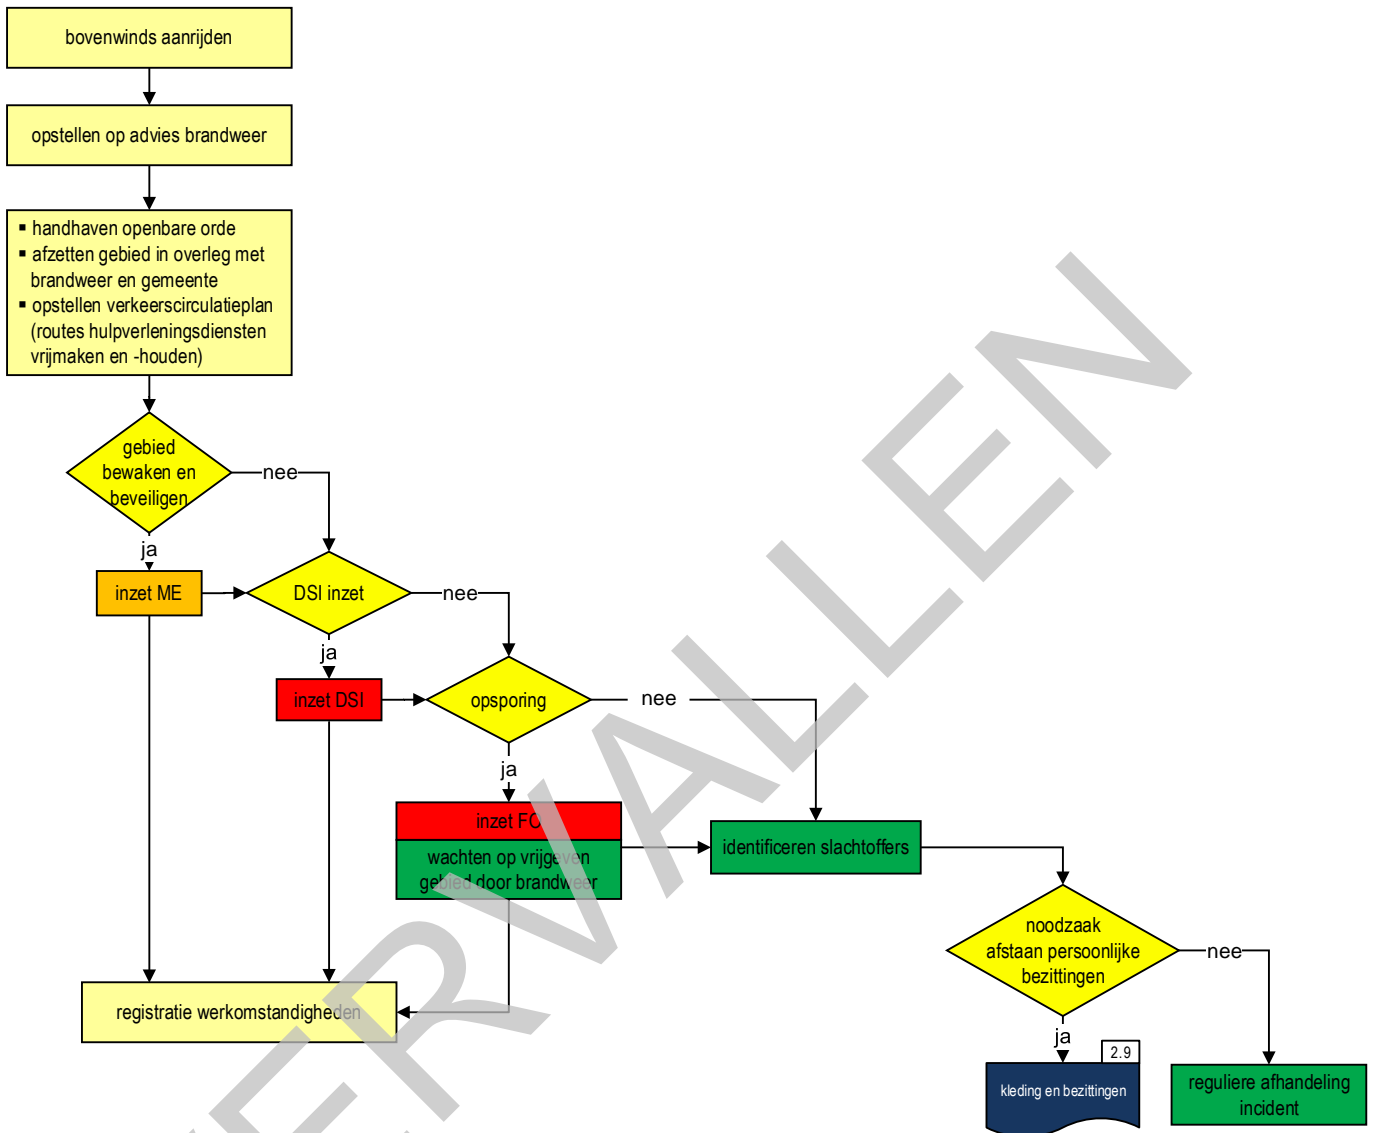 bovenwinds aanrijden
opstellen op advies brandweer
▪ handhaven openbare orde
▪ afzetten gebied in overleg met
brandweer en gemeente
▪ opstellen verkeerscirculatieplan
(routes hulpverleningsdiensten
vrijmaken en -houden)
gebied
bewaken en
beveiligen
nee
ja
inzet ME
DSI inzet
nee
ja
inzet DSI
opsporing
nee
ja
inzet FO
wachten op vrijgeven
gebied door brandweer
identificeren slachtoffers
noodzaak
afstaan persoonlijke
bezittingen
nee
ja
registratie werkomstandigheden
2.9
kleding en bezittingen
reguliere afhandeling
incident
ERVALLEN